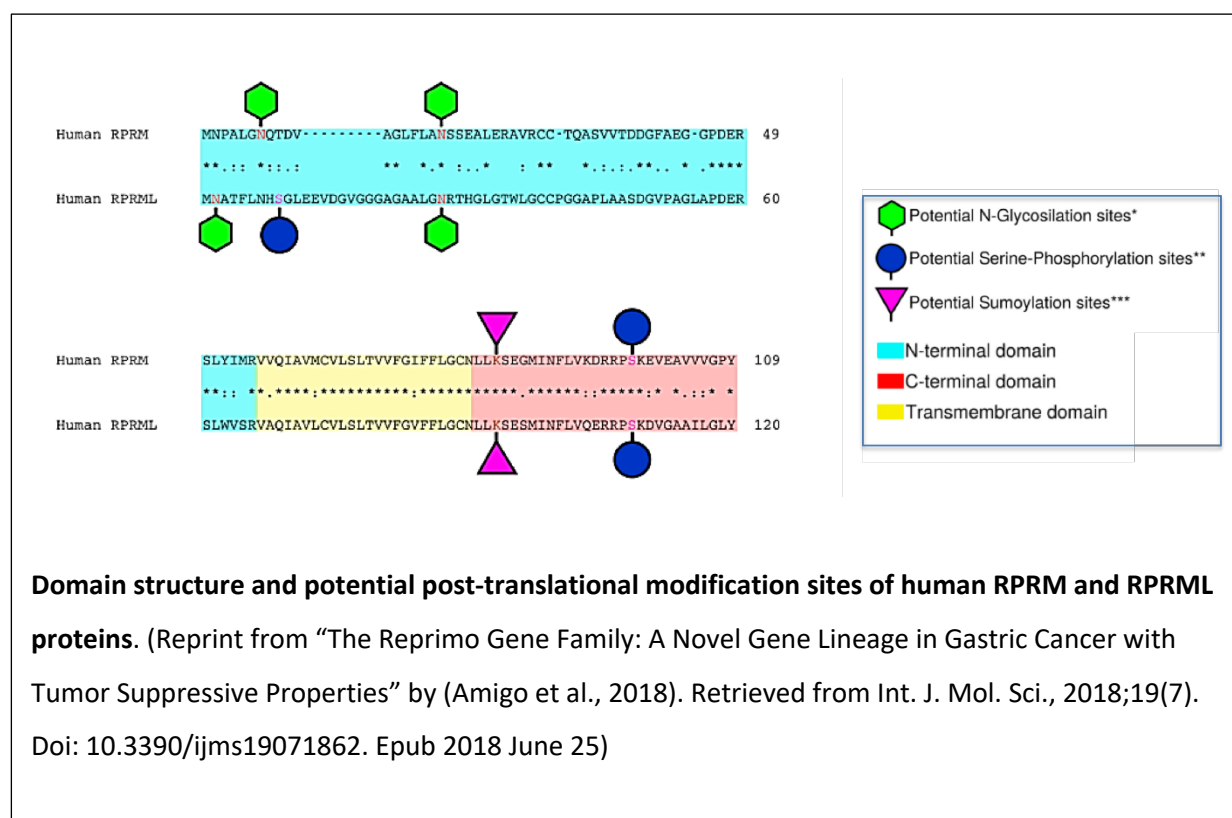 Human RPRM MNPALGNQTDV---------AGLFLANSSEALERAVRCC-TQASVVTDDGFAEG-GPDER 49
**.:: *::.: ** *.* :..* : ** *.:.:.**.. * .****
Human RPRML MNATFLNHSGLEEVDGVGGGAGAALGNRTHGLGTWLGCCPGGAPLAASDGVPAGLAPDER 60
Human RPRM SLYIMRVVQIAVMCVLSLTVVFGIFFLGCNLLKSEGMINFLVKDRRPSKEVEAVVVGPY 109
**:: **.****:***********:**************.******::*****:* *.::* *
Human RPRML SLWVSRVAQIAVLCVLSLTVVFGVFFLGCNLLKSESMINFLVQERRPSKDVGAAILGLY 120
Potential N-Glycosilation sites*
Potential Serine-Phosphorylation sites**
Potential Sumoylation sites***
N-terminal domain
C-terminal domain
Transmembrane domain
Domain structure and potential post-translational modification sites of human RPRM and RPRML
proteins. (Reprint from “The Reprimo Gene Family: A Novel Gene Lineage in Gastric Cancer with
Tumor Suppressive Properties” by (Amigo et al., 2018). Retrieved from Int. J. Mol. Sci., 2018;19(7).
Doi: 10.3390/ijms19071862. Epub 2018 June 25)